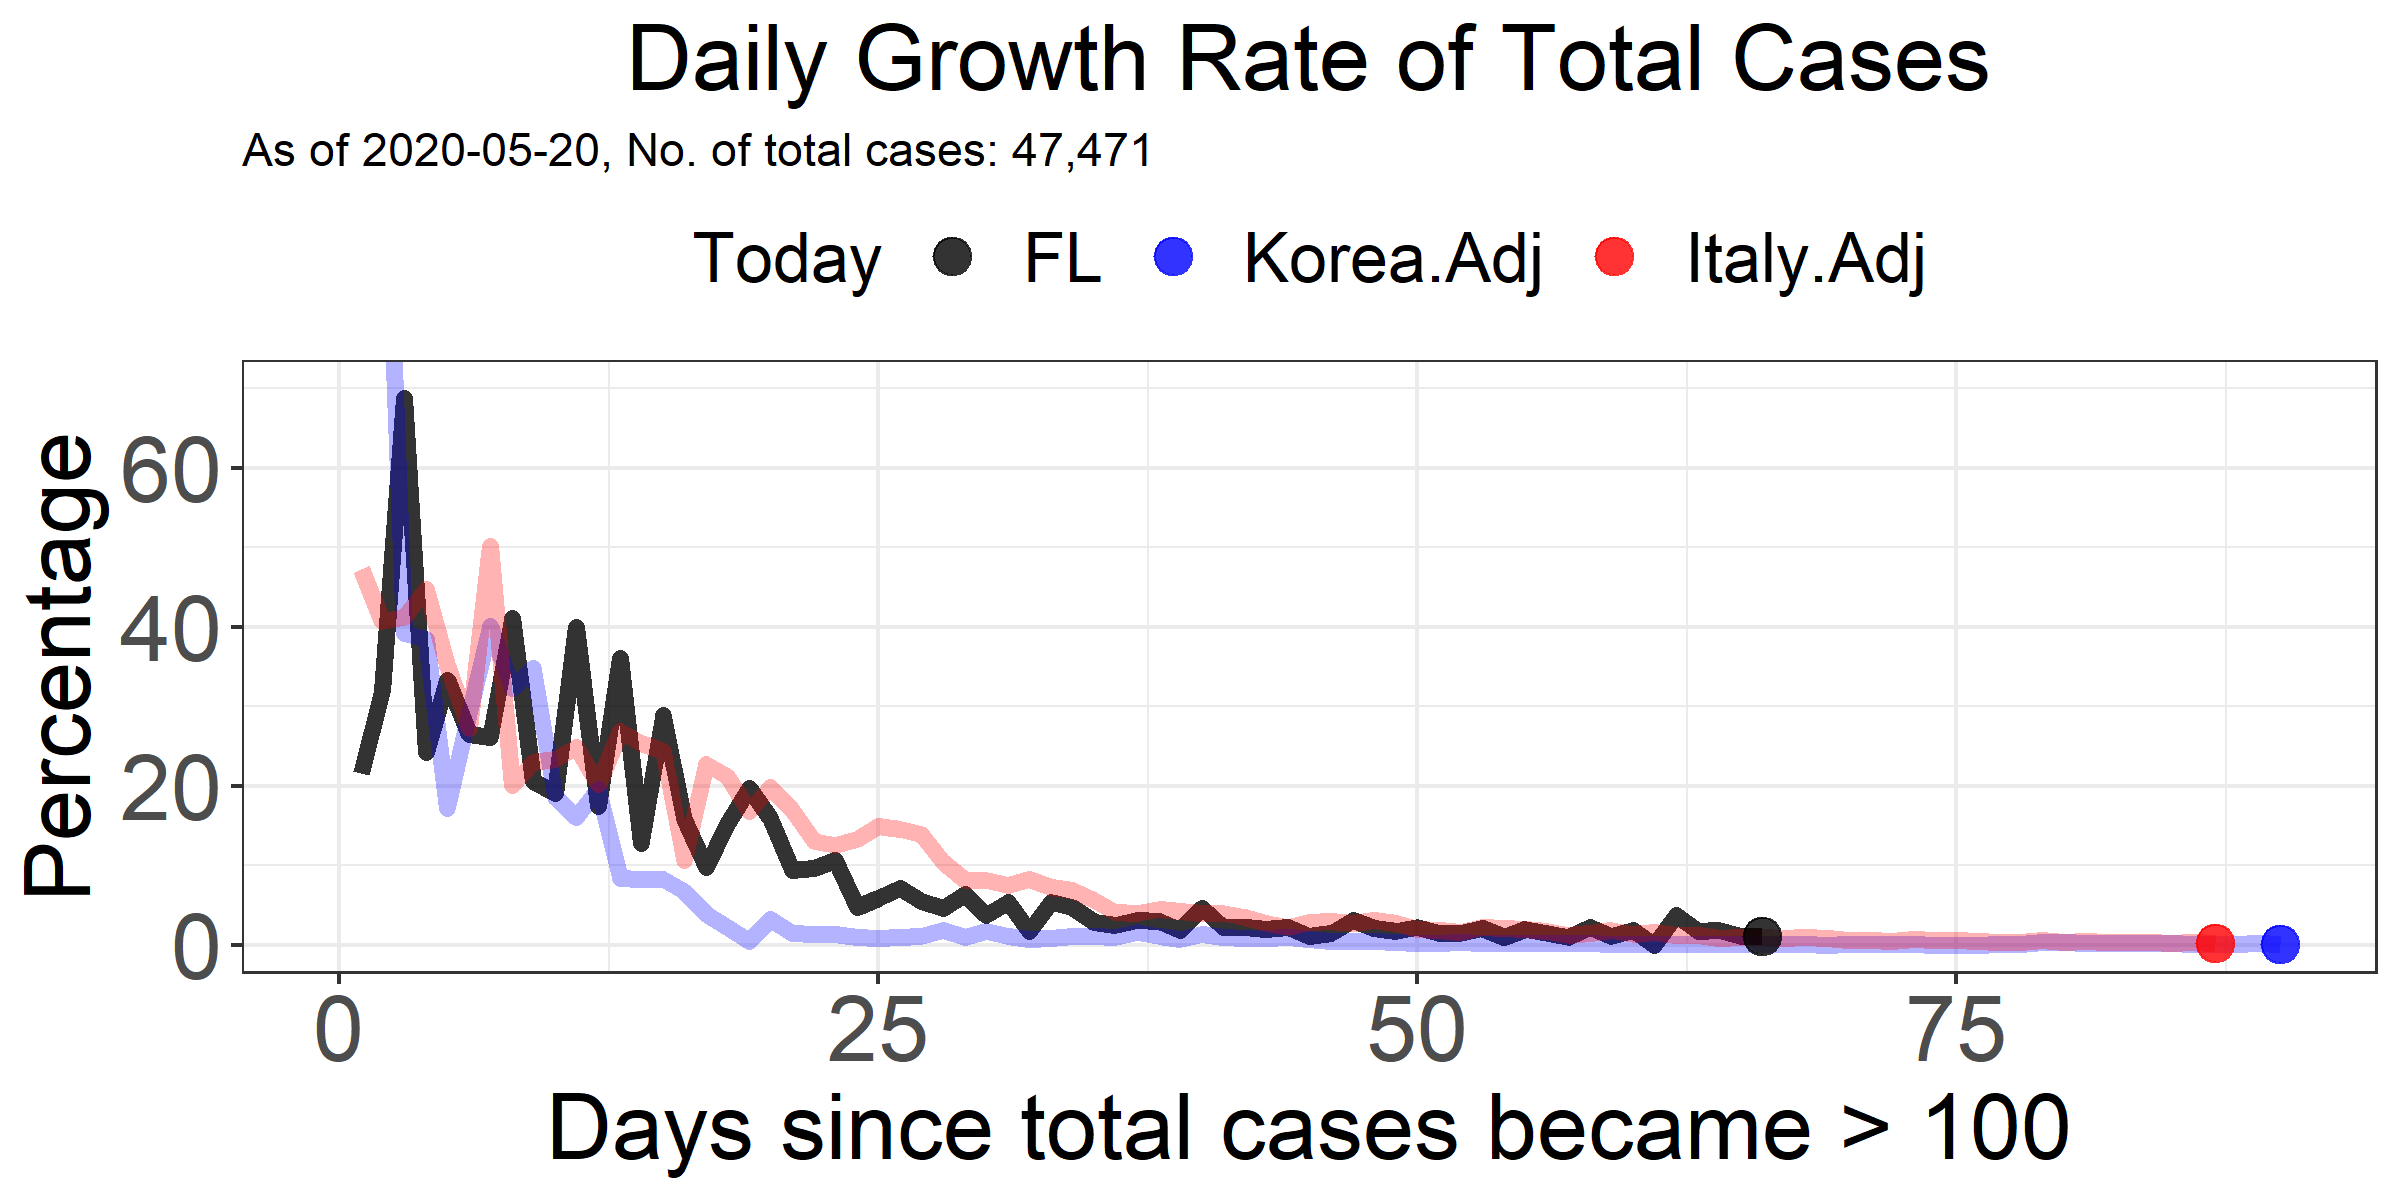 Daily Growth Rate of Total Cases
As of 2020-05-20, No. of total cases: 47,471
Today FL Korea.Adj Italy.Adj
Percentage
60
40
20
0
0 25 50 75
Days since total cases became > 100